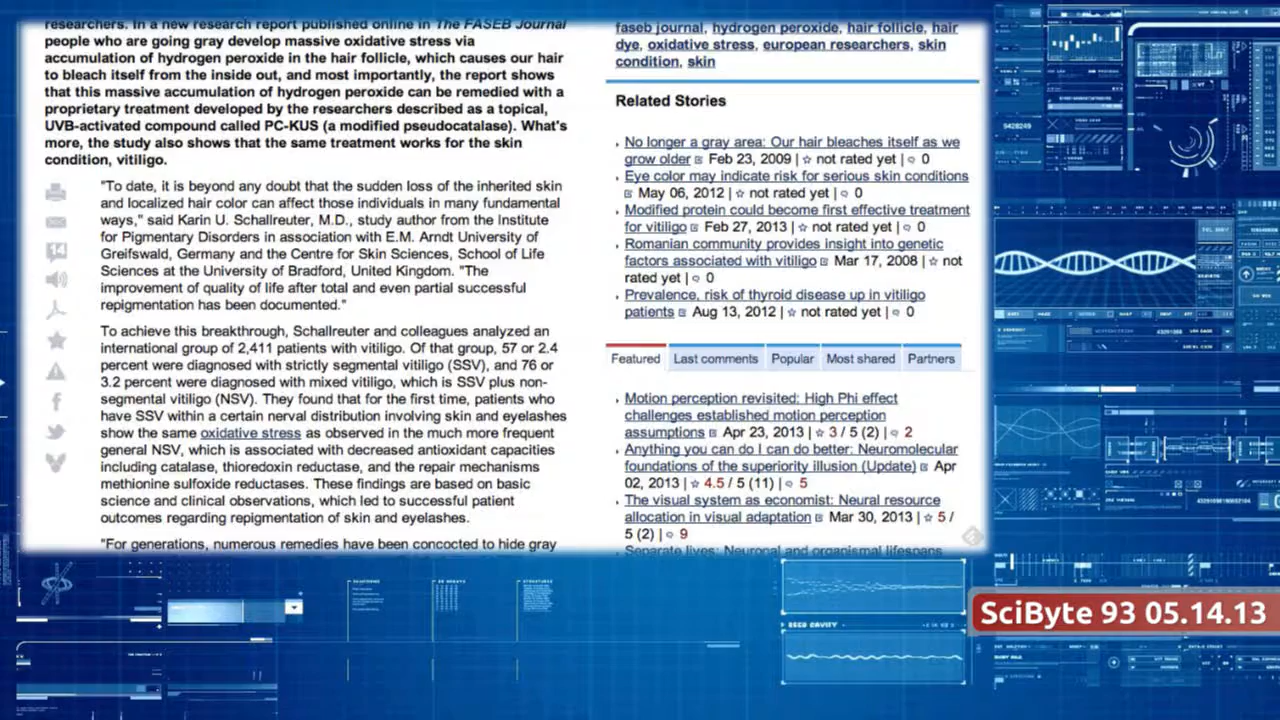 researchers. In a new research report published online in The FASEB Journal
people who are going gray develop massive oxidative stress via
accumulation of hydrogen peroxide in the hair follicle, which causes our hair
to bleach itself from the inside out, and most importantly, the report shows
that this massive accumulation of hydrogen peroxide can be remedied with a
proprietary treatment developed by the researchers described as a topical,
UVB-activated compound called PC-KUS (a modified pseudocatalase). What's
more, the study also shows that the same treatment works for the skin
condition, vitiligo.
"To date, it is beyond any doubt that the sudden loss of the inherited skin
and localized hair color can affect those individuals in many fundamental
ways," said Karin U. Schallreuter, M.D., study author from the Institute
for Pigmentary Disorders in association with E.M. Arndt University of
Greifswald, Germany and the Centre for Skin Sciences, School of Life
Sciences at the University of Bradford, United Kingdom. "The
improvement of quality of life after total and even partial successful
repigmentation has been documented."
To achieve this breakthrough, Schallreuter and colleagues analyzed an
international group of 2,411 patients with vitiligo. Of that group, 57 or 2.4
percent were diagnosed with strictly segmental vitiligo (SSV), and 76 or
3.2 percent were diagnosed with mixed vitiligo, which is SSV plus non-
segmental vitiligo (NSV). They found that for the first time, patients who
have SSV within a certain nerval distribution involving skin and eyelashes
show the same oxidative stress as observed in the much more frequent
general NSV, which is associated with decreased antioxidant capacities
including catalase, thioredoxin reductase, and the repair mechanisms
methionine sulfoxide reductases. These findings are based on basic
science and clinical observations, which led to successful patient
outcomes regarding repigmentation of skin and eyelashes.
"For generations, numerous remedies have been concocted to hide gray
14
faseb journal, hydrogen peroxide, hair follicle, hair
dye, oxidative stress, european researchers, skin
condition, skin
Related Stories
No longer a gray area: Our hair bleaches itself as we
grow older Feb 23, 2009 | not rated yet | 0
Eye color may indicate risk for serious skin conditions
May 06, 2012 | not rated yet | 0
Modified protein could become first effective treatment
for vitiligo Feb 27, 2013 | not rated yet | 0
Romanian community provides insight into genetic
factors associated with vitiligo Mar 17, 2008 | not
rated yet | 0
Prevalence, risk of thyroid disease up in vitiligo
patients Aug 13, 2012 | not rated yet | 0
Featured Last comments Popular Most shared Partners
Motion perception revisited: High Phi effect
challenges established motion perception
assumptions Apr 23, 2013 | 3 / 5 (2) | 2
Anything you can do I can do better: Neuromolecular
foundations of the superiority illusion (Update) Apr
02, 2013 | 4.5 / 5 (11) | 5
The visual system as economist: Neural resource
allocation in visual adaptation Mar 30, 2013 | 5 /
5 (2) | 9
Separate lives: Neuronal and organismal lifespans
9428249
SciByte 93 05.14.13